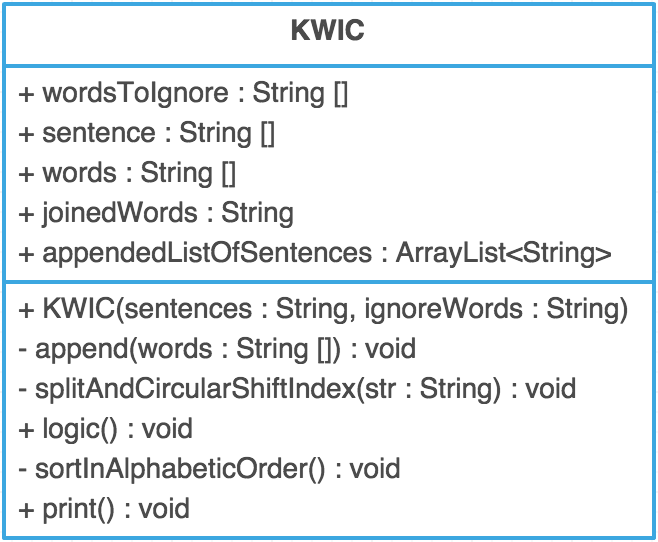 KWIC
+ wordsToIgnore : String []
+ sentence : String []
+ words : String []
+ joinedWords : String
+ appendedListOfSentences : ArrayList<String>
+ KWIC(sentences : String, ignoreWords : String)
- append(words : String []) : void
- splitAndCircularShiftIndex(str : String) : void
+ logic() : void
- sortInAlphabeticOrder() : void
+ print() : void